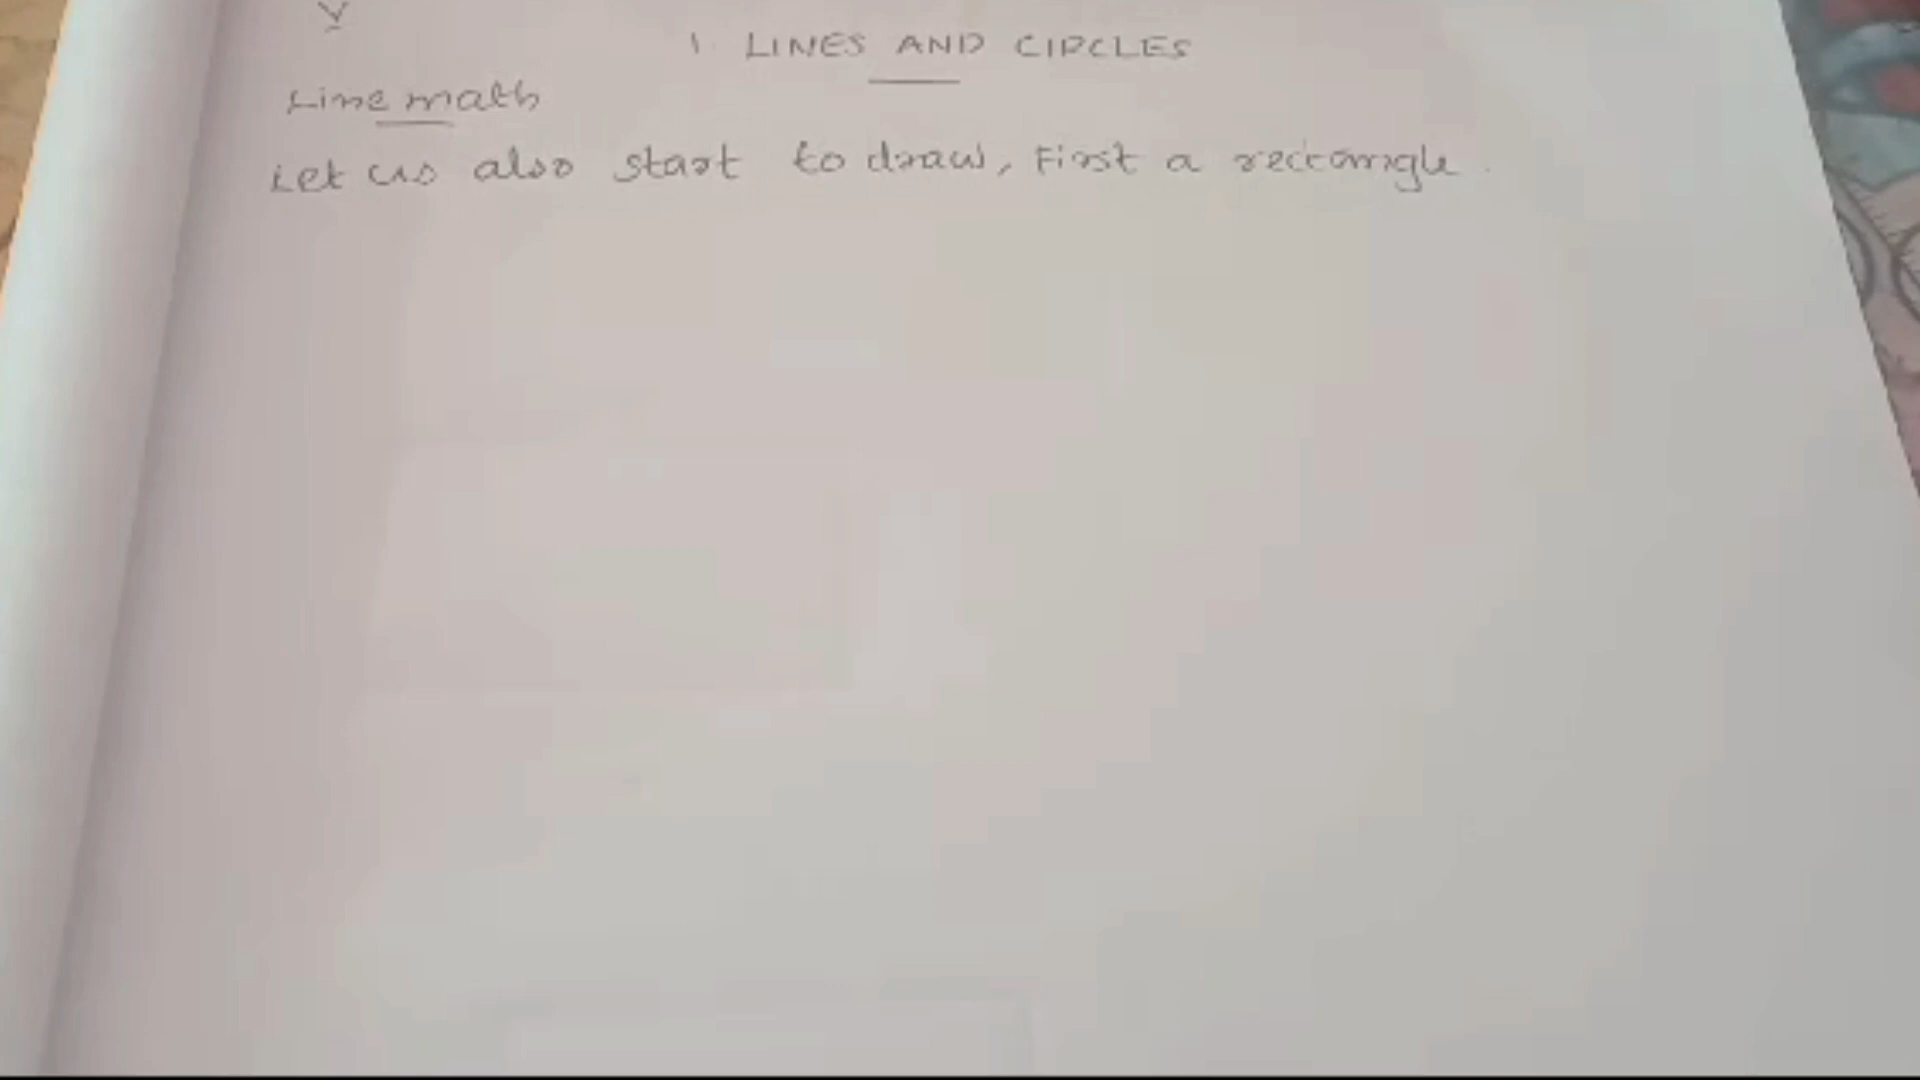 V
1. LINES AND CIRCLES
Line math
Let us also start to draw, First a rectangle.